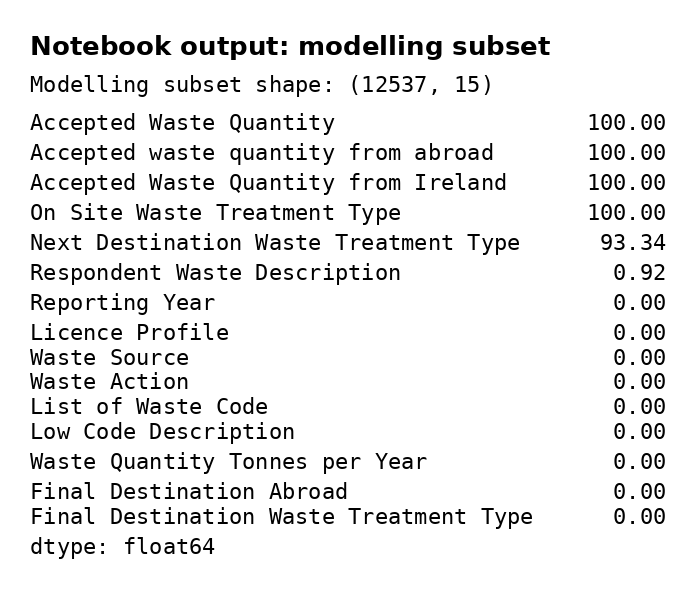 Notebook output: modelling subset
Modelling subset shape: (12537, 15)
Accepted Waste Quantity 100.00
Accepted waste quantity from abroad 100.00
Accepted Waste Quantity from Ireland 100.00
On Site Waste Treatment Type 100.00
Next Destination Waste Treatment Type 93.34
Respondent Waste Description 0.92
Reporting Year 0.00
Licence Profile 0.00
Waste Source 0.00
Waste Action 0.00
List of Waste Code 0.00
Low Code Description 0.00
Waste Quantity Tonnes per Year 0.00
Final Destination Abroad 0.00
Final Destination Waste Treatment Type 0.00
dtype: float64